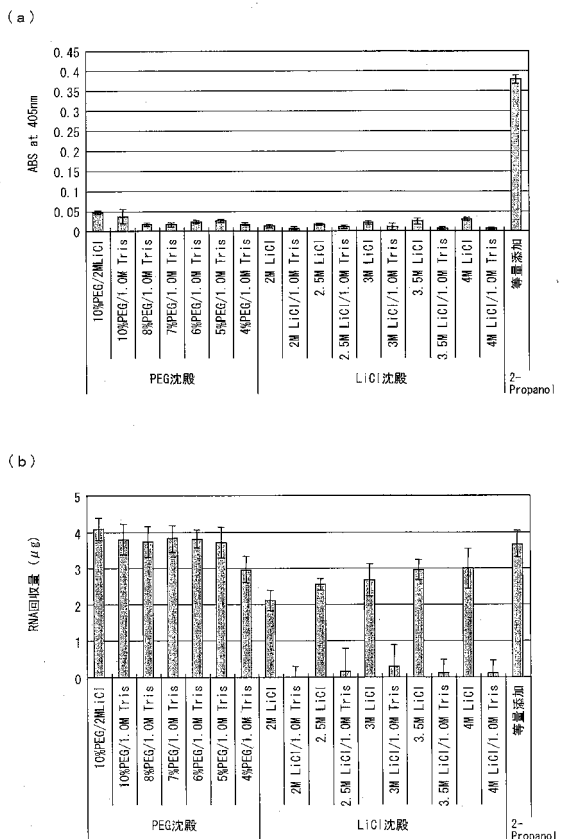 (a)
ABS at 405nm
0.45
0.4
0.35
0.3
0.25
0.2
0.15
0.1
0.05
0
10%PEG/2MLiCl
10%PEG/1.0M Tris
8%PEG/1.0M Tris
7%PEG/1.0M Tris
6%PEG/1.0M Tris
5%PEG/1.0M Tris
4%PEG/1.0M Tris
2M LiCl
2M LiCl/1.0M Tris
2.5M LiCl
2.5M LiCl/1.0M Tris
3M LiCl
3M LiCl/1.0M Tris
3.5M LiCl
3.5M LiCl/1.0M Tris
4M LiCl
4M LiCl/1.0M Tris
等量添加
PEG沈殿
LiCl沈殿
2-
Propanol
(b)
RNA回収量 (μg)
5
4
3
2
1
0
10%PEG/2MLiCl
10%PEG/1.0M Tris
8%PEG/1.0M Tris
7%PEG/1.0M Tris
6%PEG/1.0M Tris
5%PEG/1.0M Tris
4%PEG/1.0M Tris
2M LiCl
2M LiCl/1.0M Tris
2.5M LiCl
2.5M LiCl/1.0M Tris
3M LiCl
3M LiCl/1.0M Tris
3.5M LiCl
3.5M LiCl/1.0M Tris
4M LiCl
4M LiCl/1.0M Tris
等量添加
PEG沈殿
LiCl沈殿
2-
Propanol